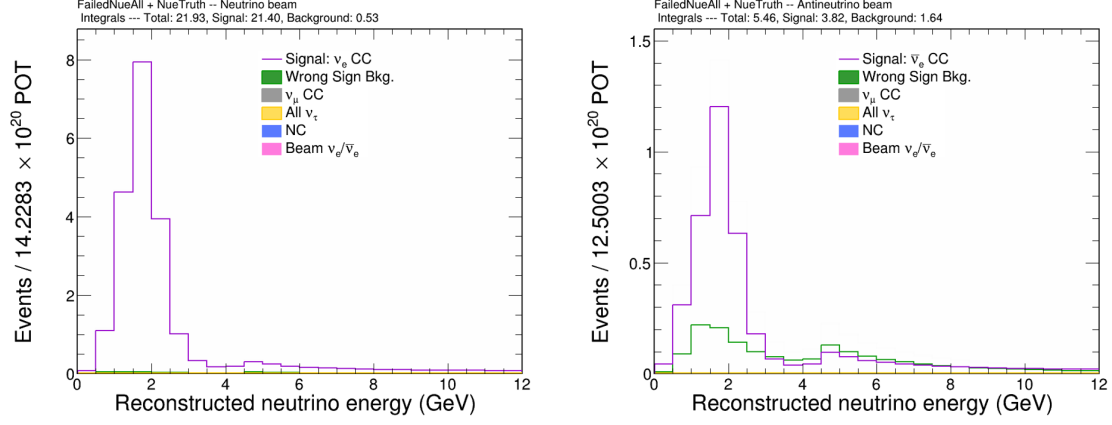 FailedNueAll + NueTruth -- Neutrino beam
Integrals --- Total: 21.93, Signal: 21.40, Background: 0.53
Signal: νe CC
Wrong Sign Bkg.
νμ CC
All ντ
NC
Beam νe/ν̅e
8
6
4
2
0
0 2 4 6 8 10 12
Events / 14.2283 × 10²⁰ POT
Reconstructed neutrino energy (GeV)
FailedNueAll + NueTruth -- Antineutrino beam
Integrals --- Total: 5.46, Signal: 3.82, Background: 1.64
Signal: ν̅e CC
Wrong Sign Bkg.
νμ CC
All ντ
NC
Beam νe/ν̅e
1.5
1
0.5
0
0 2 4 6 8 10 12
Events / 12.5003 × 10²⁰ POT
Reconstructed neutrino energy (GeV)